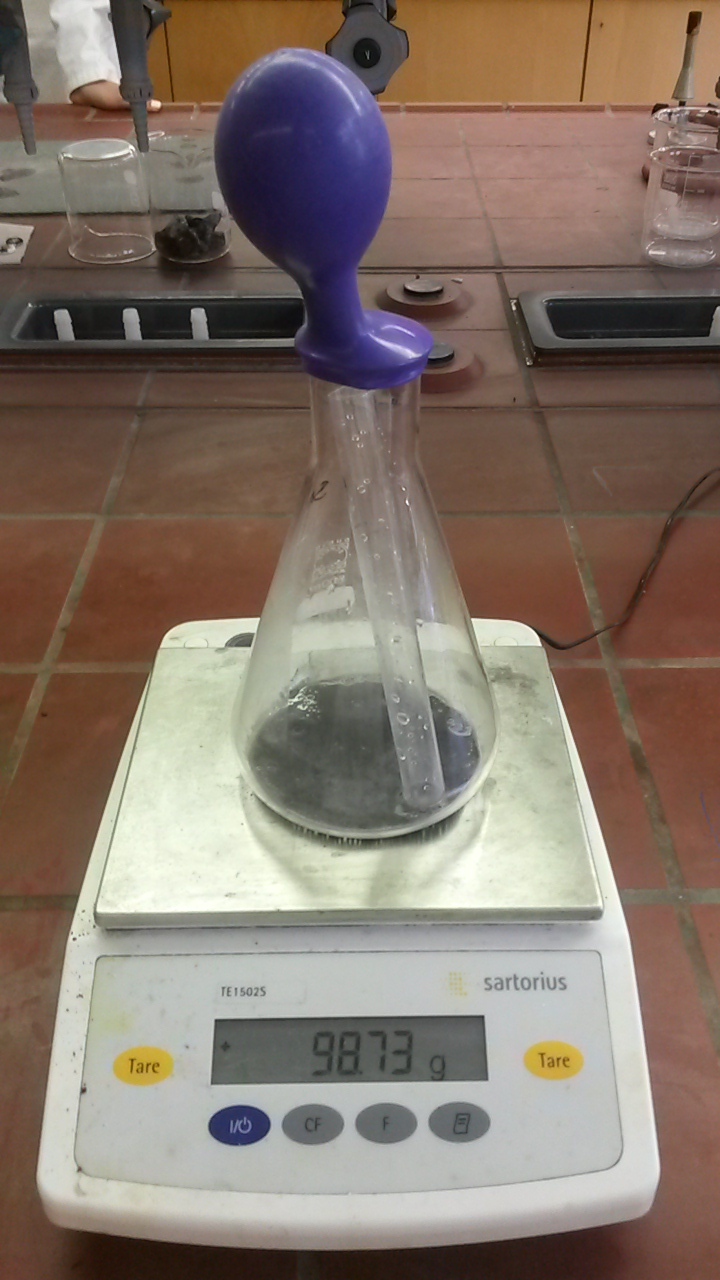 TE1502S
sartorius
98.73 g
Tare
Tare
I/⏻
CF
F